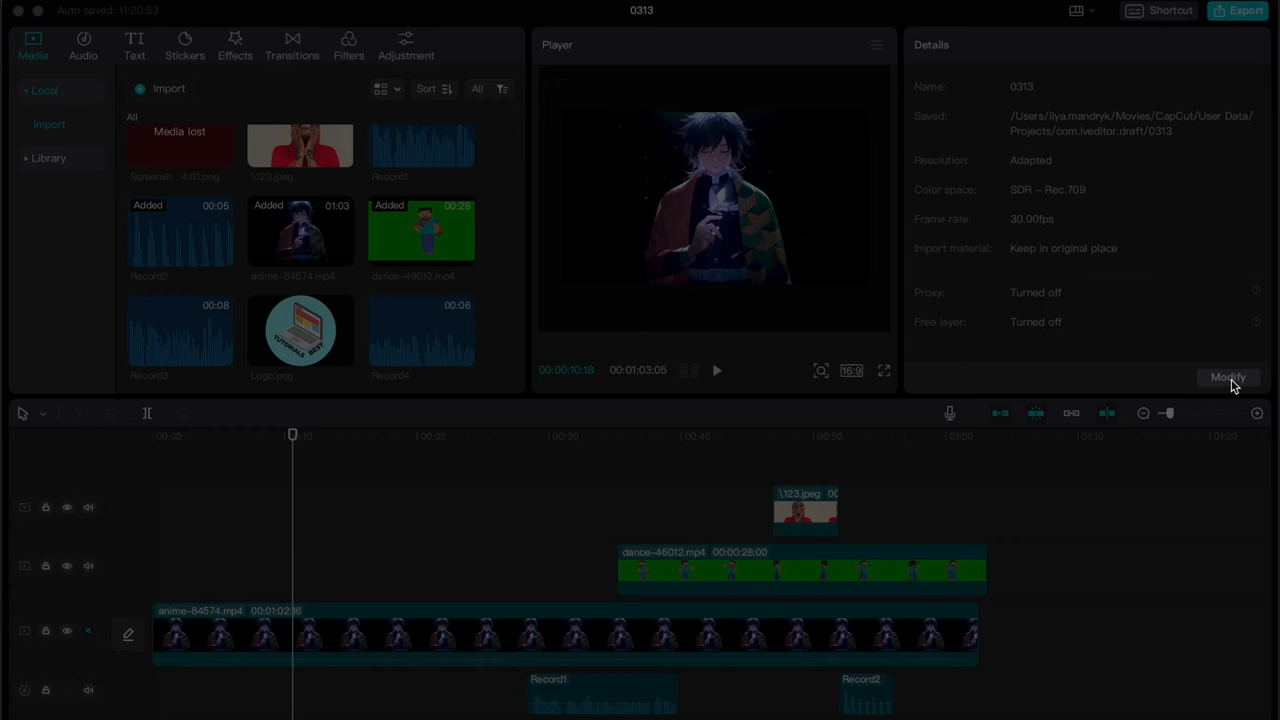 Auto saved: 11:20:53
0313
Shortcut
Export
Media
Audio
Text
Stickers
Effects
Transitions
Filters
Adjustment
Local
Import
Library
Import
Sort
All
All
Media lost
Screensh...4.01.png
\123.jpeg
Record1
Added
00:05
Record2
Added
01:03
anime-84574.mp4
Added
00:28
dance-46012.mp4
00:08
Record3
TUTORIALS BEST
Logo.png
00:06
Record4
Player
00:00:10:18
00:01:03:05
16:9
Details
Name: 0313
Saved: /Users/ilya.mandryk/Movies/CapCut/User Data/
Projects/com.lveditor.draft/0313
Resolution: Adapted
Color space: SDR - Rec.709
Frame rate: 30.00fps
Import material: Keep in original place
Proxy: Turned off
Free layer: Turned off
Modify
00:00
00:10
00:20
00:30
00:40
00:50
01:00
01:10
01:20
\123.jpeg 00
dance-46012.mp4 00:00:28:00
anime-84574.mp4 00:01:02:16
Record1
Record2